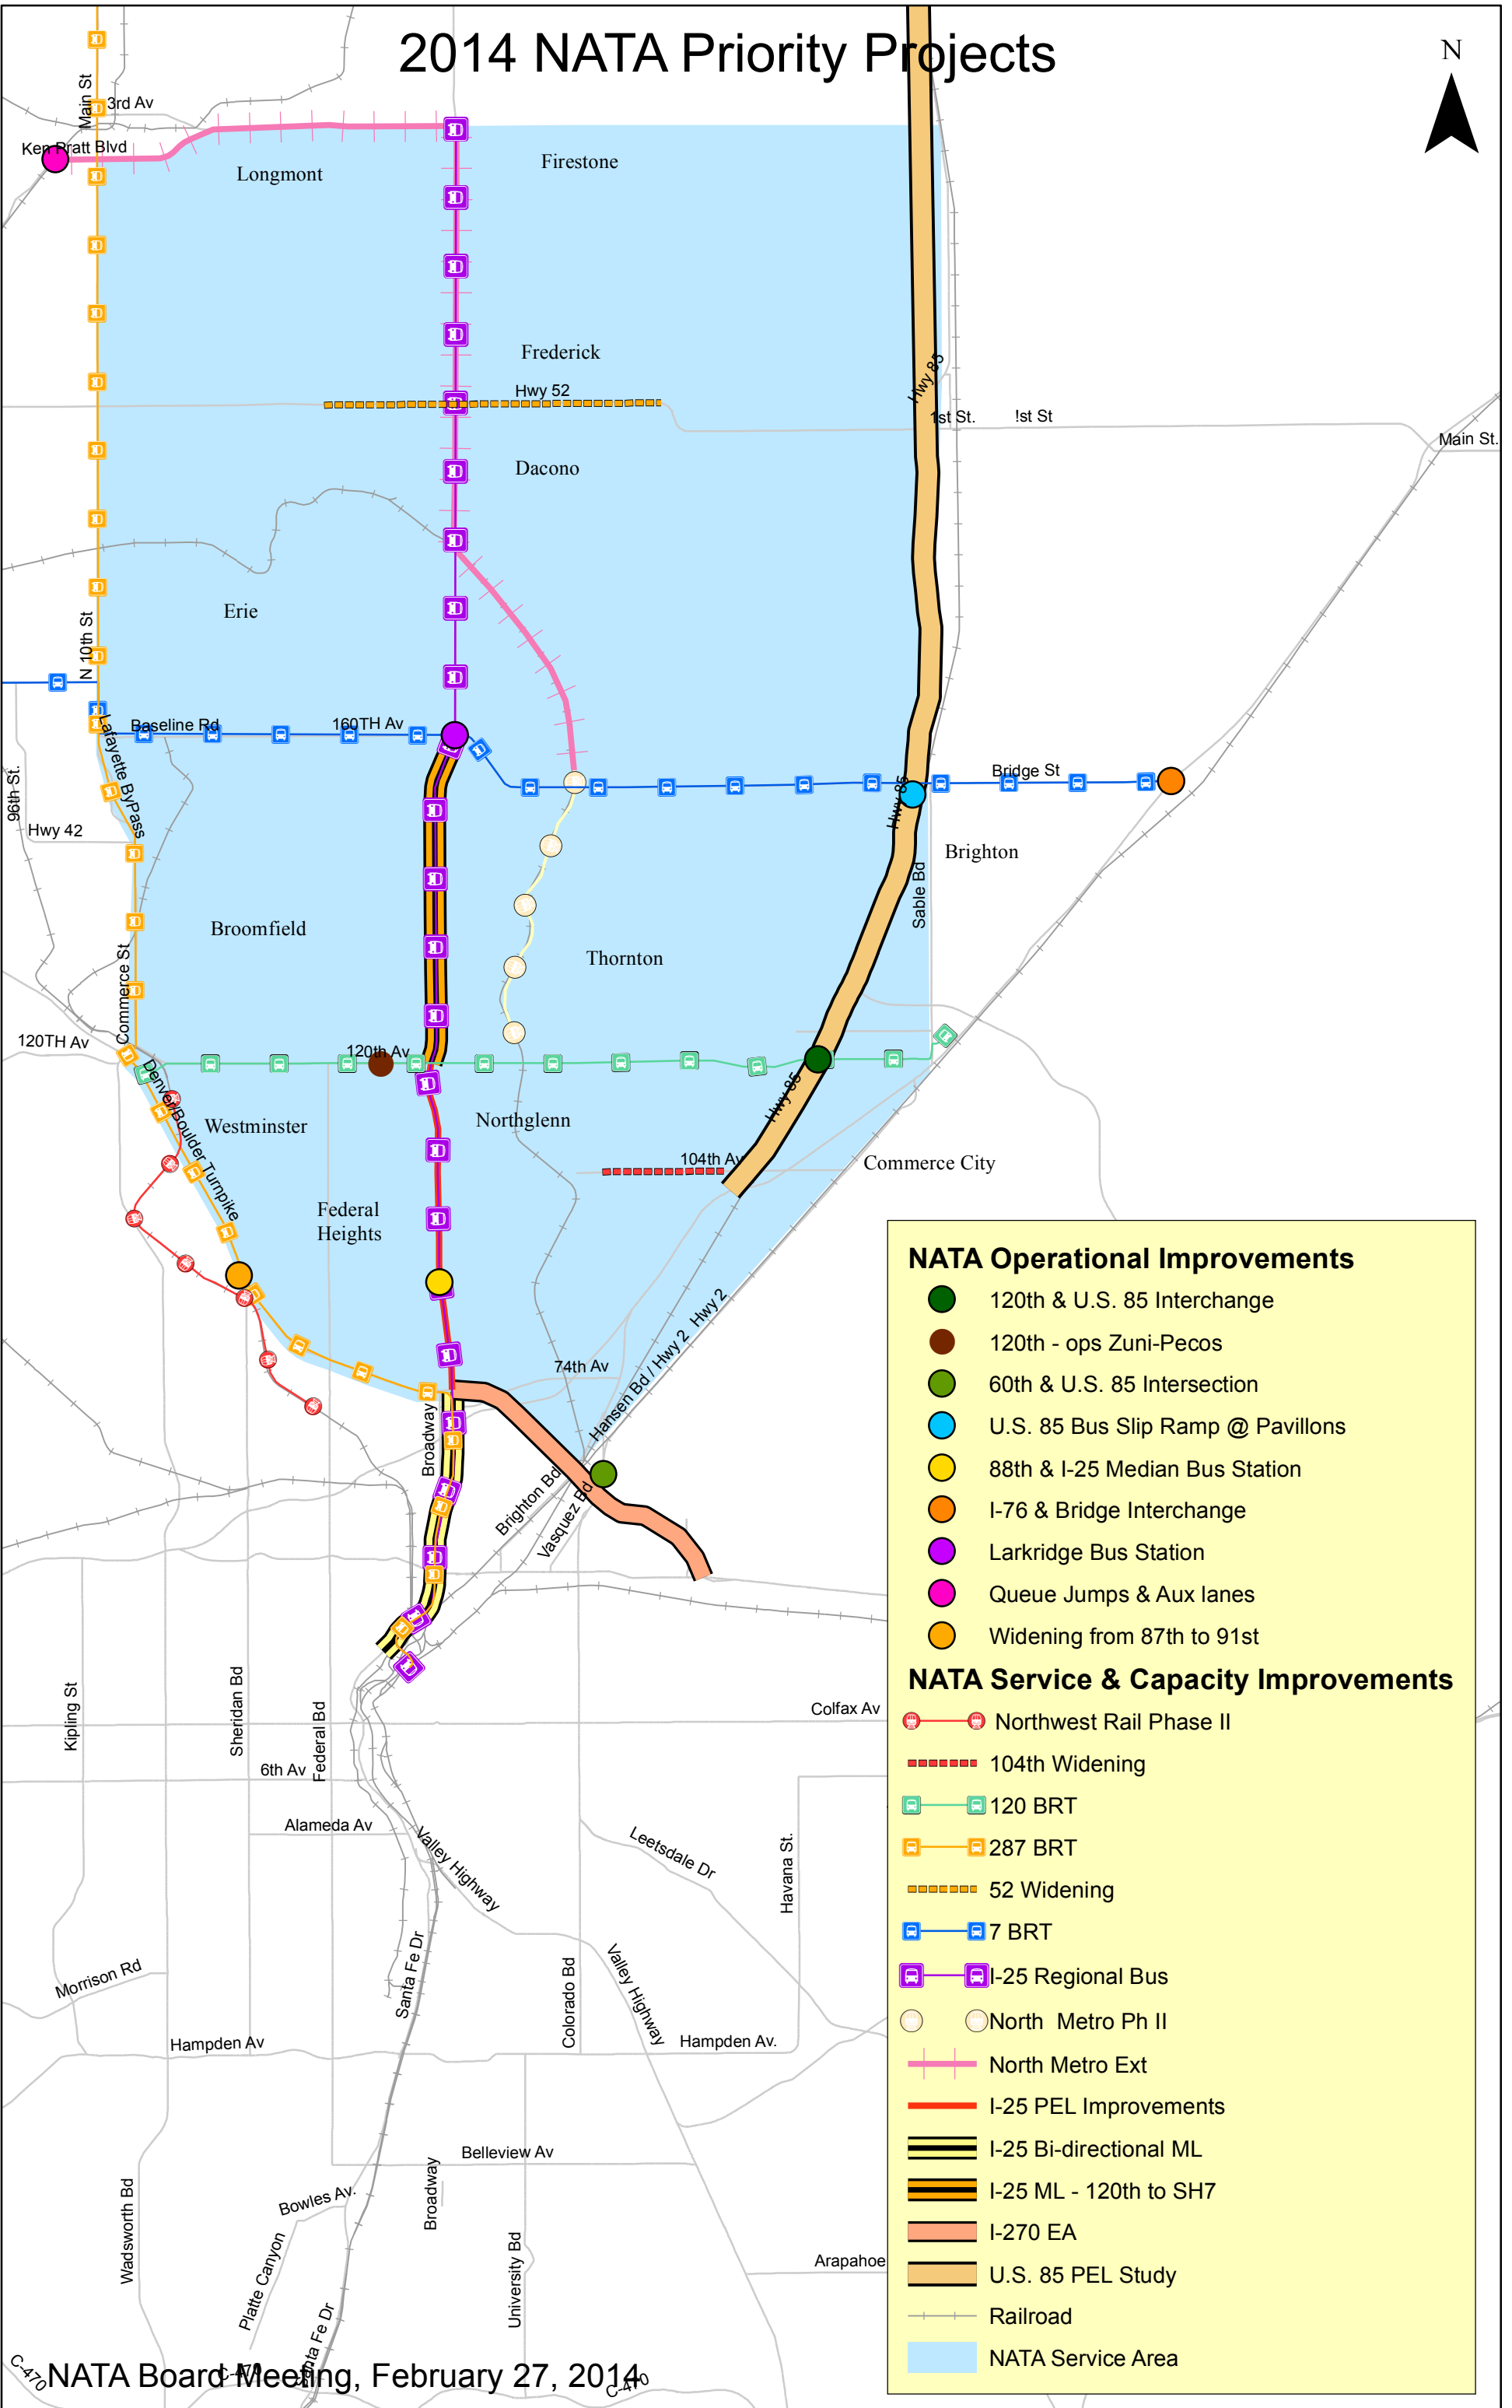 2014 NATA Priority Projects
N
Main St
3rd Av
Ken Pratt Blvd
Longmont
Firestone
Frederick
Hwy 52
Hwy 85
1st St.
!st St
Main St.
Dacono
Erie
N 10th St
Baseline Rd
160TH Av
Lafayette ByPass
96th St.
Hwy 42
Bridge St
Hwy 85
Brighton
Sable Bd
Broomfield
Thornton
Commerce St
120TH Av
120th Av
Denver/Boulder Turnpike
Westminster
Northglenn
Hwy 85
104th Av
Commerce City
Federal
Heights
Hansen Bd / Hwy 2 Hwy 2
74th Av
Broadway
Brighton Bd
Vasquez Bd
NATA Operational Improvements
120th & U.S. 85 Interchange
120th - ops Zuni-Pecos
60th & U.S. 85 Intersection
U.S. 85 Bus Slip Ramp @ Pavillons
88th & I-25 Median Bus Station
I-76 & Bridge Interchange
Larkridge Bus Station
Queue Jumps & Aux lanes
Widening from 87th to 91st
NATA Service & Capacity Improvements
Northwest Rail Phase II
104th Widening
120 BRT
287 BRT
52 Widening
7 BRT
I-25 Regional Bus
North Metro Ph II
North Metro Ext
I-25 PEL Improvements
I-25 Bi-directional ML
I-25 ML - 120th to SH7
I-270 EA
U.S. 85 PEL Study
Railroad
NATA Service Area
Kipling St
Sheridan Bd
Federal Bd
Colfax Av
6th Av
Alameda Av
Valley Highway
Leetsdale Dr
Havana St.
Santa Fe Dr
Morrison Rd
Colorado Bd
Valley Highway
Hampden Av
Hampden Av.
Belleview Av
Wadsworth Bd
Bowles Av.
Broadway
Platte Canyon
University Bd
Arapahoe
Santa Fe Dr
C-470
C-470
C-470
NATA Board Meeting, February 27, 2014